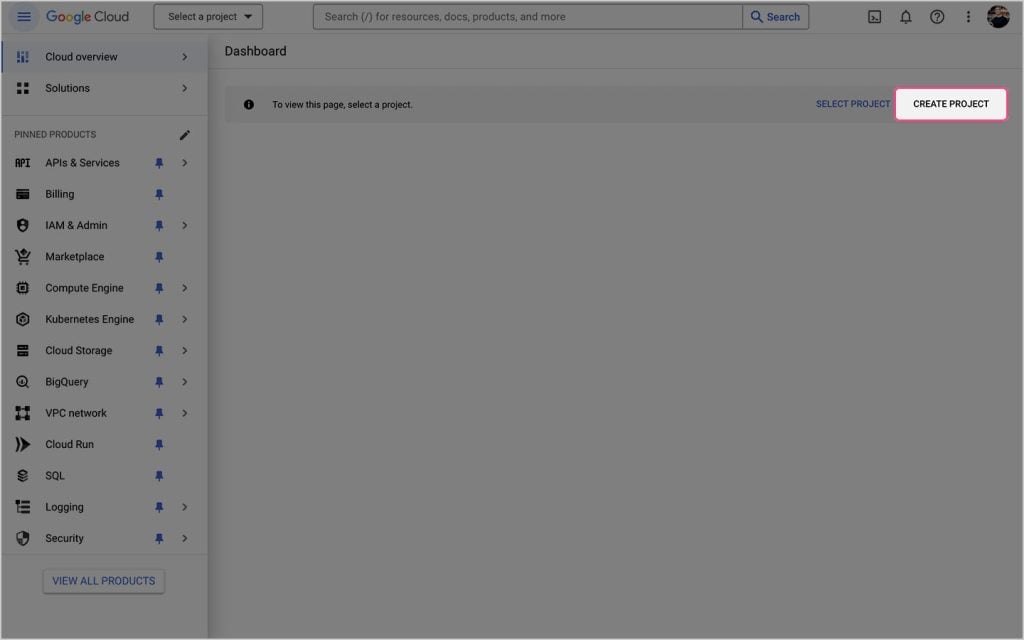 Google Cloud
Select a project
Search (/) for resources, docs, products, and more
Search
Cloud overview
Solutions
PINNED PRODUCTS
API APIs & Services
Billing
IAM & Admin
Marketplace
Compute Engine
Kubernetes Engine
Cloud Storage
BigQuery
VPC network
Cloud Run
SQL
Logging
Security
VIEW ALL PRODUCTS
Dashboard
To view this page, select a project.
SELECT PROJECT
CREATE PROJECT